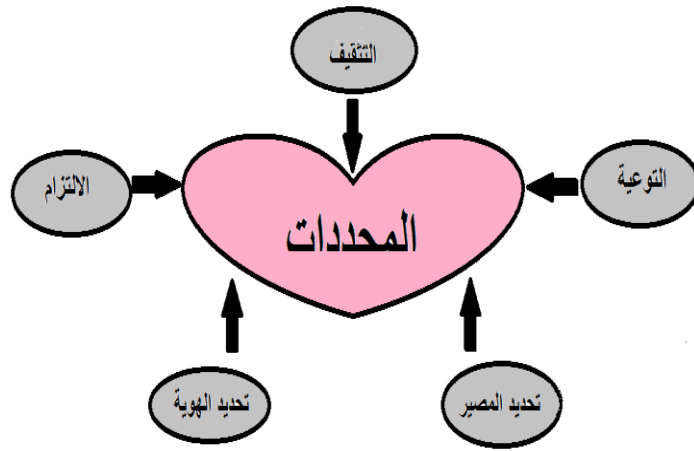 التثقيف
التوعية
الالتزام
المحددات
تحديد المصير
تحديد الهوية